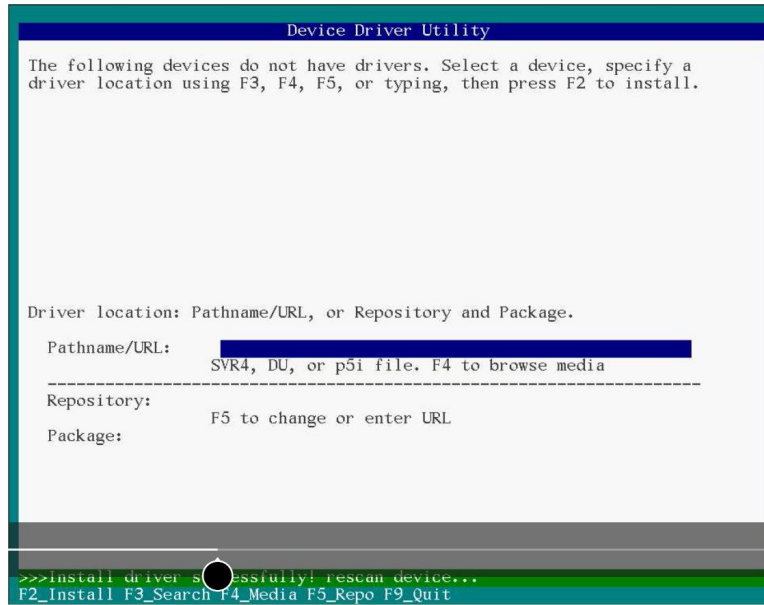 Device Driver Utility
The following devices do not have drivers. Select a device, specify a
driver location using F3, F4, F5, or typing, then press F2 to install.
Driver location: Pathname/URL, or Repository and Package.
Pathname/URL:
SVR4, DU, or p5i file. F4 to browse media
Repository:
F5 to change or enter URL
Package:
>>>Install driver s essfully! rescan device...
F2_Install F3_Search F4_Media F5_Repo F9_Quit